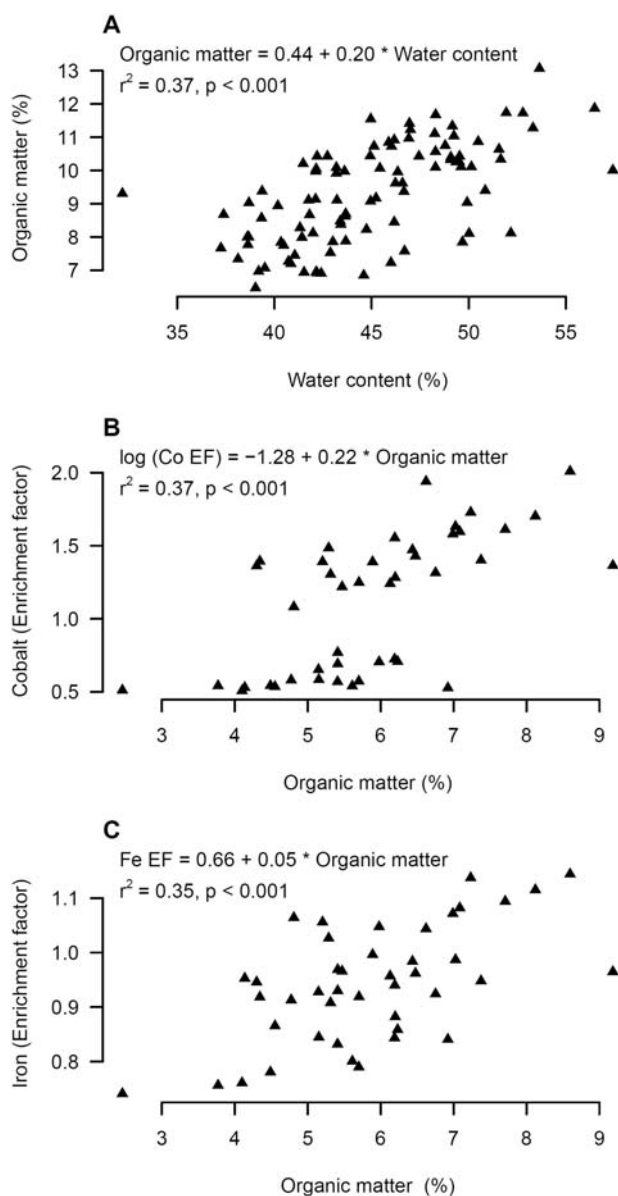 A
Organic matter = 0.44 + 0.20 * Water content
r² = 0.37, p < 0.001
Organic matter (%)
13
12
11
10
9
8
7
35 40 45 50 55
Water content (%)
B
log (Co EF) = −1.28 + 0.22 * Organic matter
r² = 0.37, p < 0.001
Cobalt (Enrichment factor)
2.0
1.5
1.0
0.5
3 4 5 6 7 8 9
Organic matter (%)
C
Fe EF = 0.66 + 0.05 * Organic matter
r² = 0.35, p < 0.001
Iron (Enrichment factor)
1.1
1.0
0.9
0.8
3 4 5 6 7 8 9
Organic matter (%)